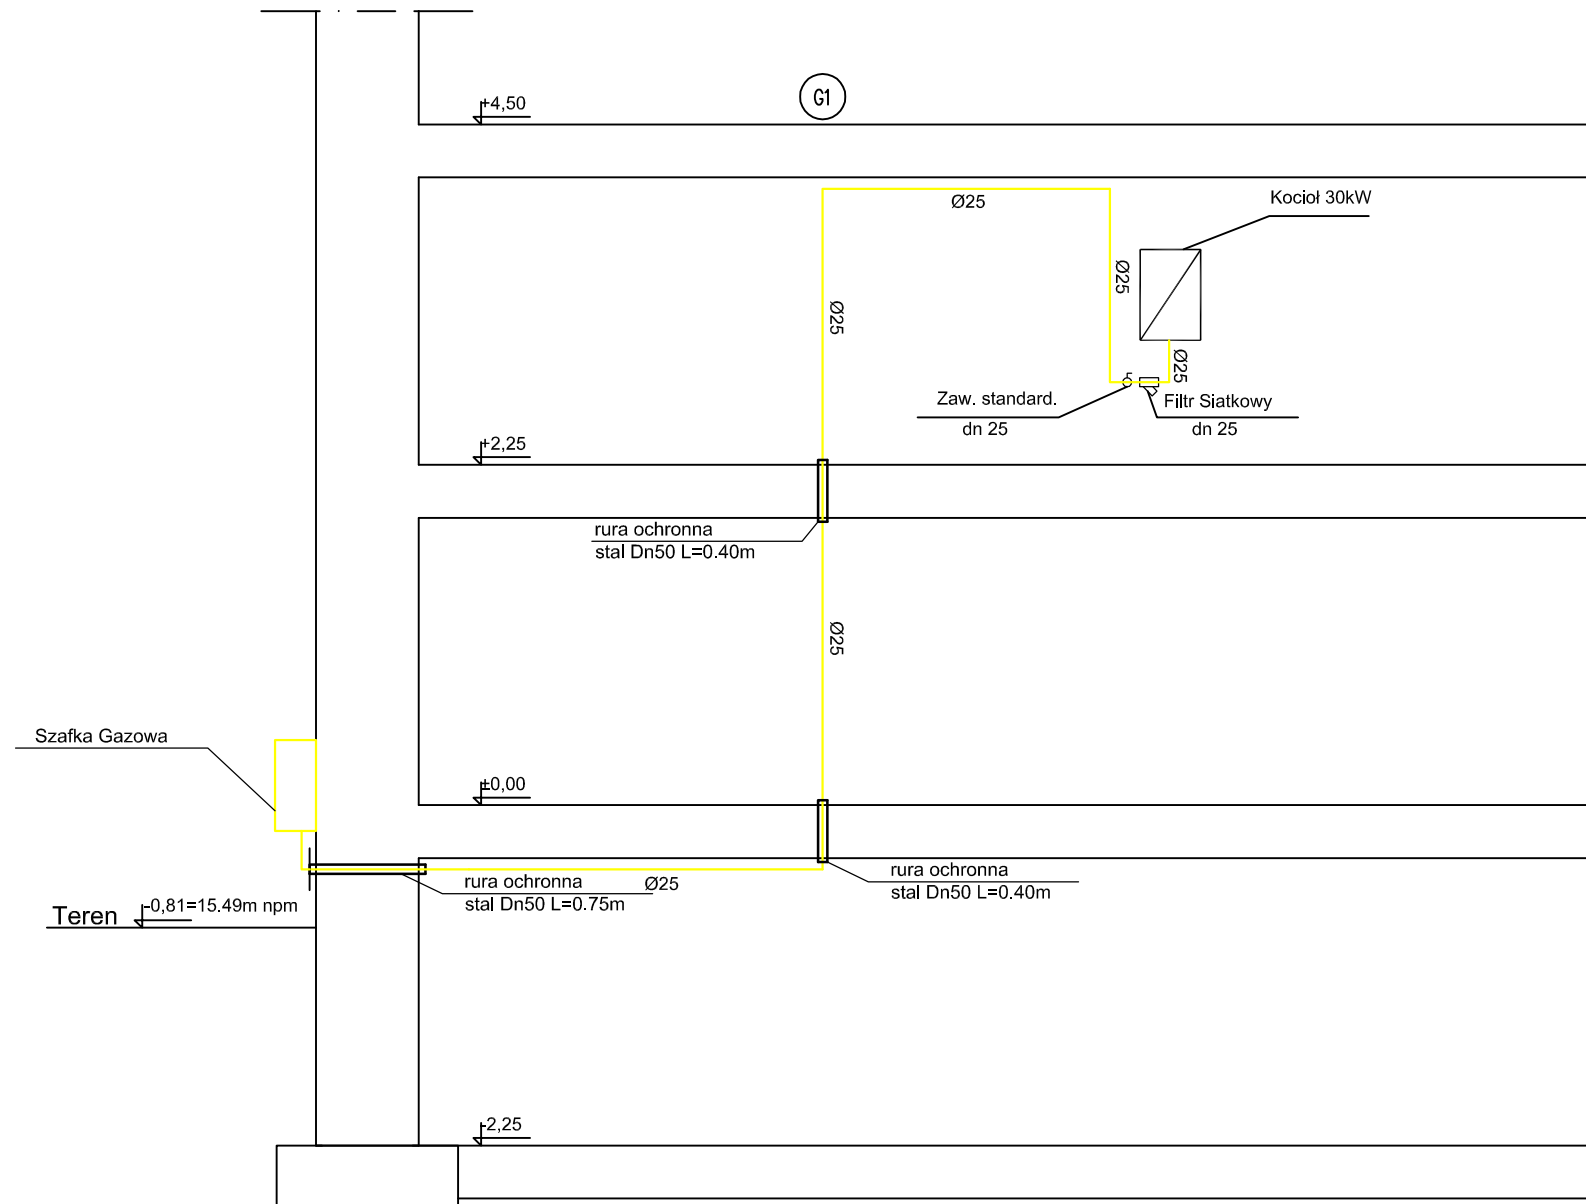 +4,50
G1
Ø25
Kocioł 30kW
Ø25
Ø25
Ø25
Zaw. standard.
dn 25
Filtr Siatkowy
dn 25
+2,25
rura ochronna
stal Dn50 L=0.40m
Ø25
Szafka Gazowa
±0,00
rura ochronna
stal Dn50 L=0.75m
Ø25
rura ochronna
stal Dn50 L=0.40m
Teren
-0,81=15.49m npm
-2,25